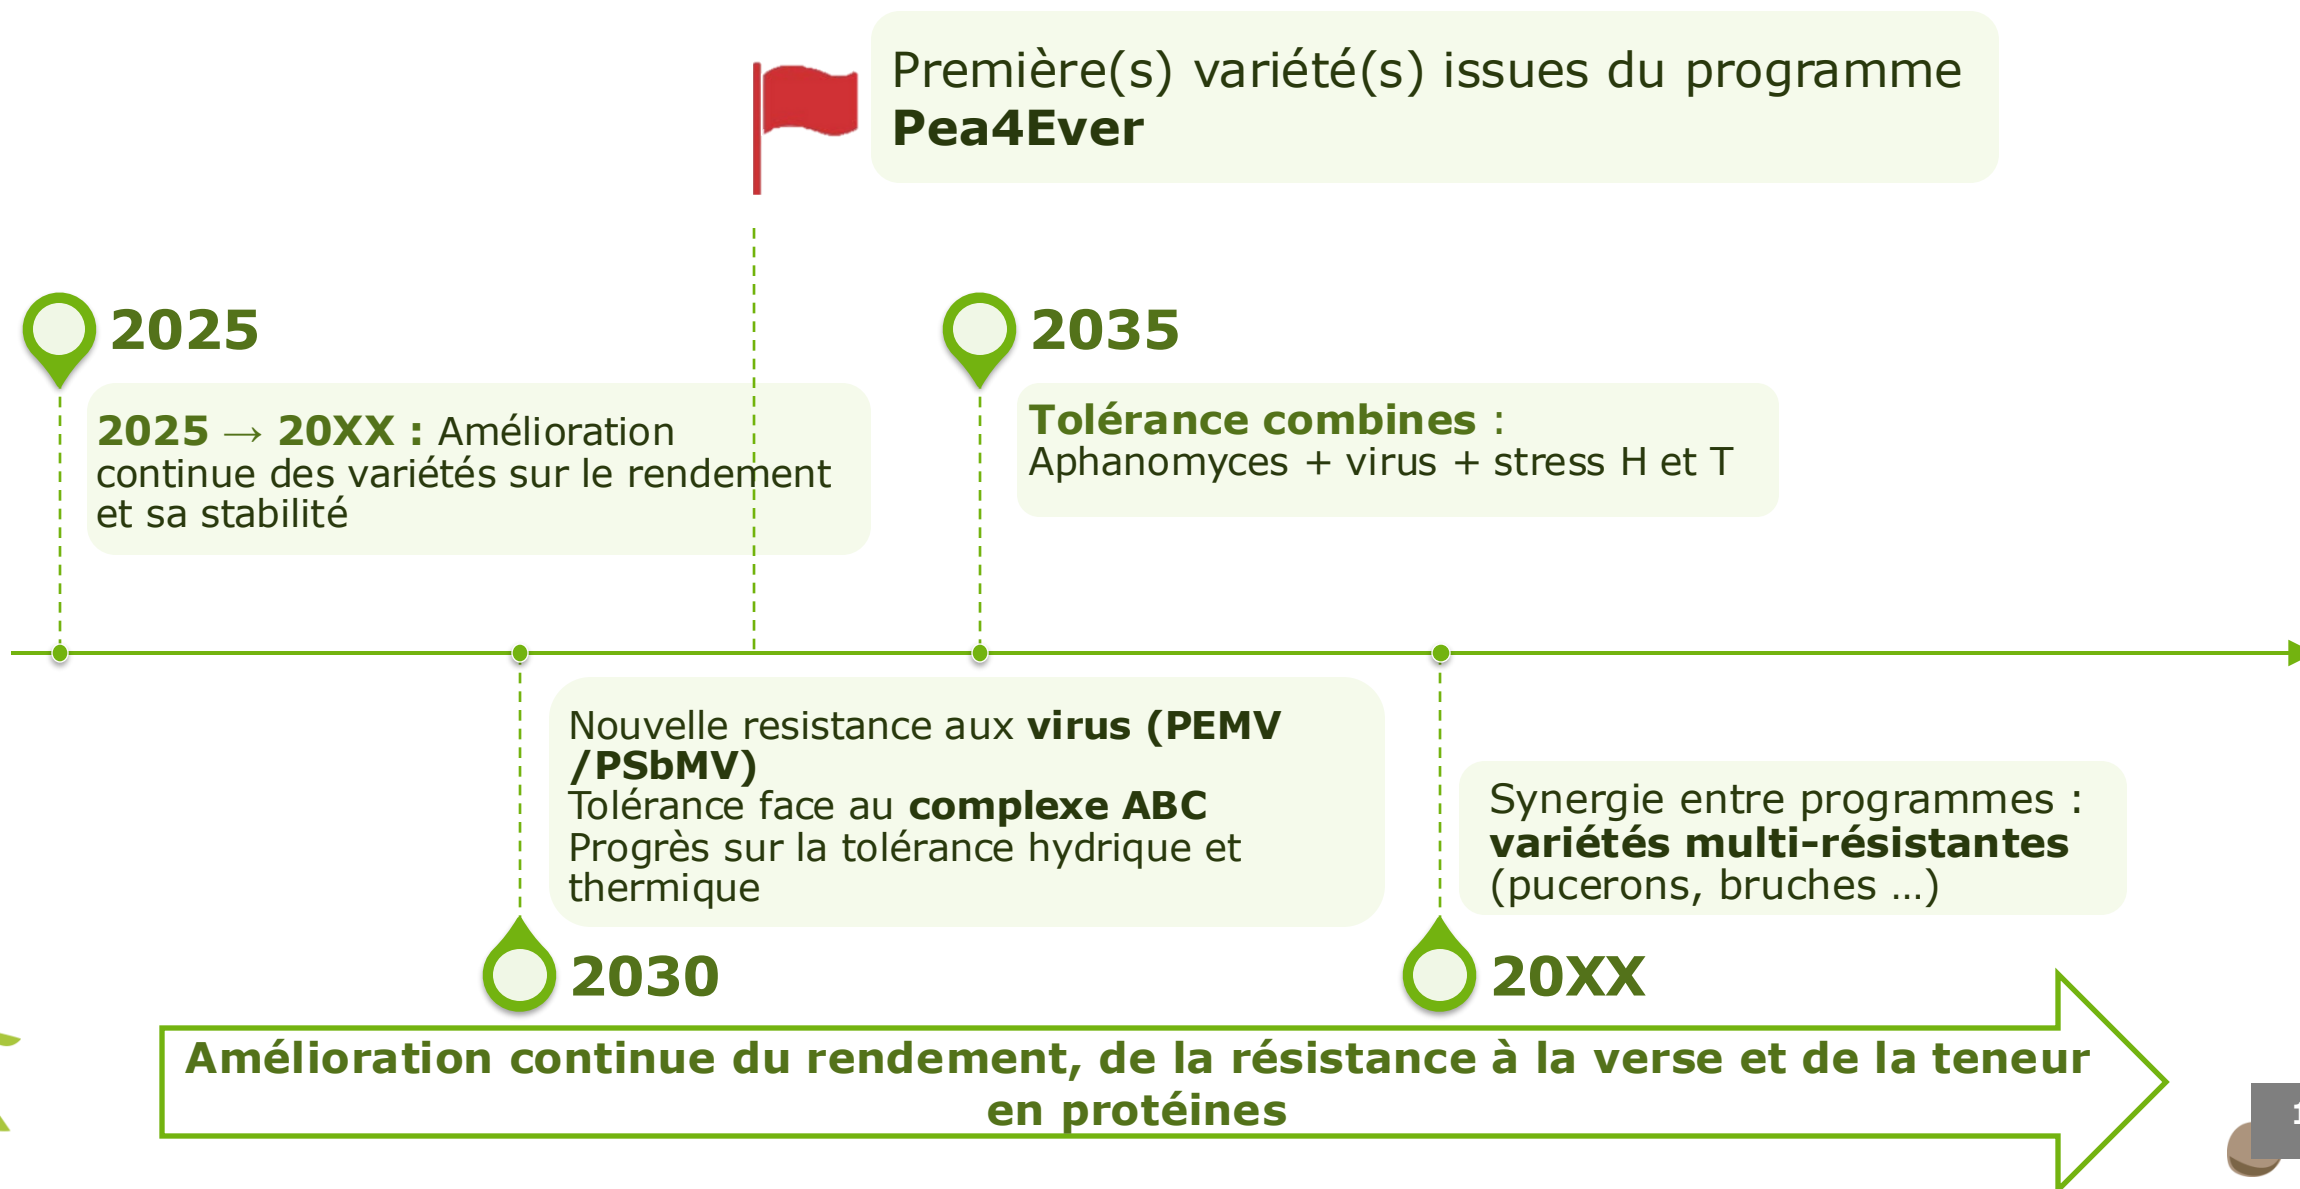 Première(s) variété(s) issues du programme
Pea4Ever
2025
2025 → 20XX : Amélioration
continue des variétés sur le rendement
et sa stabilité
2035
Tolérance combines :
Aphanomyces + virus + stress H et T
Nouvelle resistance aux virus (PEMV
/PSbMV)
Tolérance face au complexe ABC
Progrès sur la tolérance hydrique et
thermique
2030
Synergie entre programmes :
variétés multi-résistantes
(pucerons, bruches ...)
20XX
Amélioration continue du rendement, de la résistance à la verse et de la teneur
en protéines